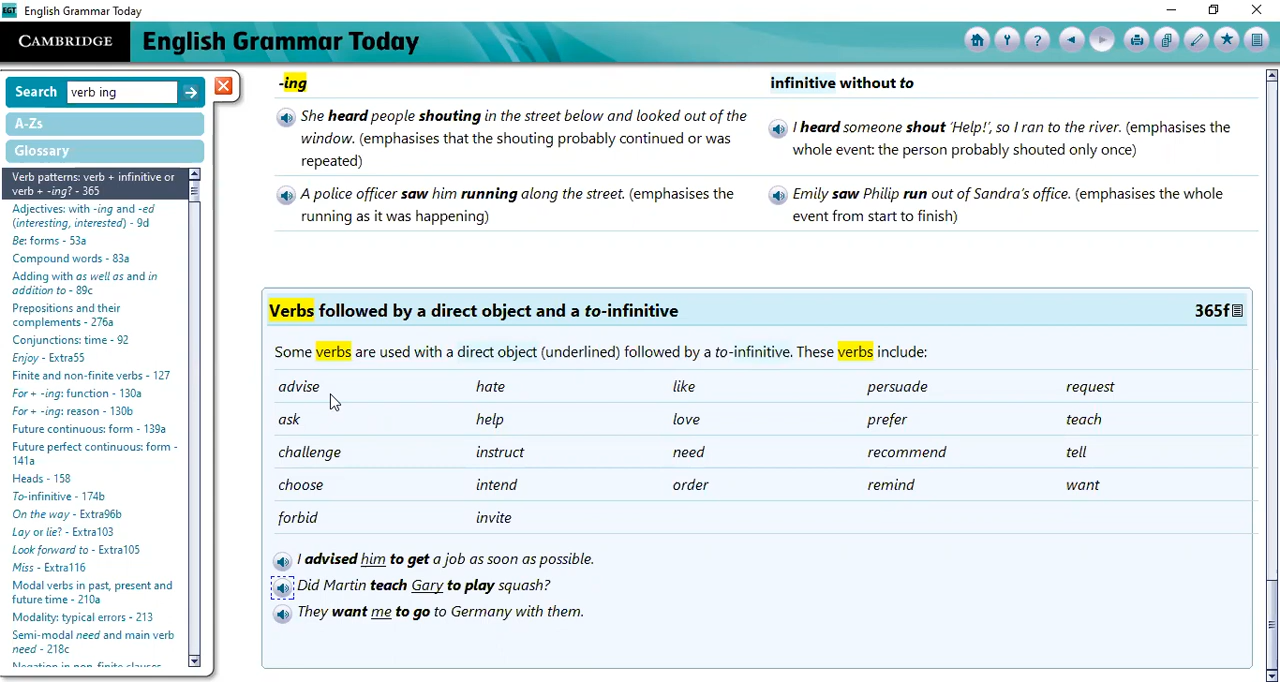 EGT English Grammar Today
CAMBRIDGE English Grammar Today
?
Search verb ing
A-Zs
Glossary
Verb patterns: verb + infinitive or
verb + -ing? - 365
Adjectives: with -ing and -ed
(interesting, interested) - 9d
Be: forms - 53a
Compound words - 83a
Adding with as well as and in
addition to - 89c
Prepositions and their
complements - 276a
Conjunctions: time - 92
Enjoy - Extra55
Finite and non-finite verbs - 127
For + -ing: function - 130a
For + -ing: reason - 130b
Future continuous: form - 139a
Future perfect continuous: form -
141a
Heads - 158
To-infinitive - 174b
On the way - Extra96b
Lay or lie? - Extra103
Look forward to - Extra105
Miss - Extra116
Modal verbs in past, present and
future time - 210a
Modality: typical errors - 213
Semi-modal need and main verb
need - 218c
Negation in non-finite clauses
-ing
infinitive without to
She heard people shouting in the street below and looked out of the
window. (emphasises that the shouting probably continued or was
repeated)
I heard someone shout ‘Help!’, so I ran to the river. (emphasises the
whole event: the person probably shouted only once)
A police officer saw him running along the street. (emphasises the
running as it was happening)
Emily saw Philip run out of Sandra’s office. (emphasises the whole
event from start to finish)
Verbs followed by a direct object and a to-infinitive 365f
Some verbs are used with a direct object (underlined) followed by a to-infinitive. These verbs include:
advise hate like persuade request
ask help love prefer teach
challenge instruct need recommend tell
choose intend order remind want
forbid invite
I advised him to get a job as soon as possible.
Did Martin teach Gary to play squash?
They want me to go to Germany with them.